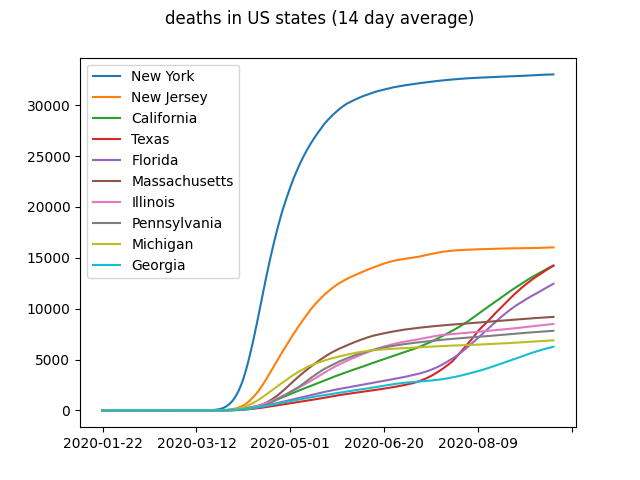 deaths in US states (14 day average)
New York
New Jersey
California
Texas
Florida
Massachusetts
Illinois
Pennsylvania
Michigan
Georgia
30000
25000
20000
15000
10000
5000
0
2020-01-22 2020-03-12 2020-05-01 2020-06-20 2020-08-09